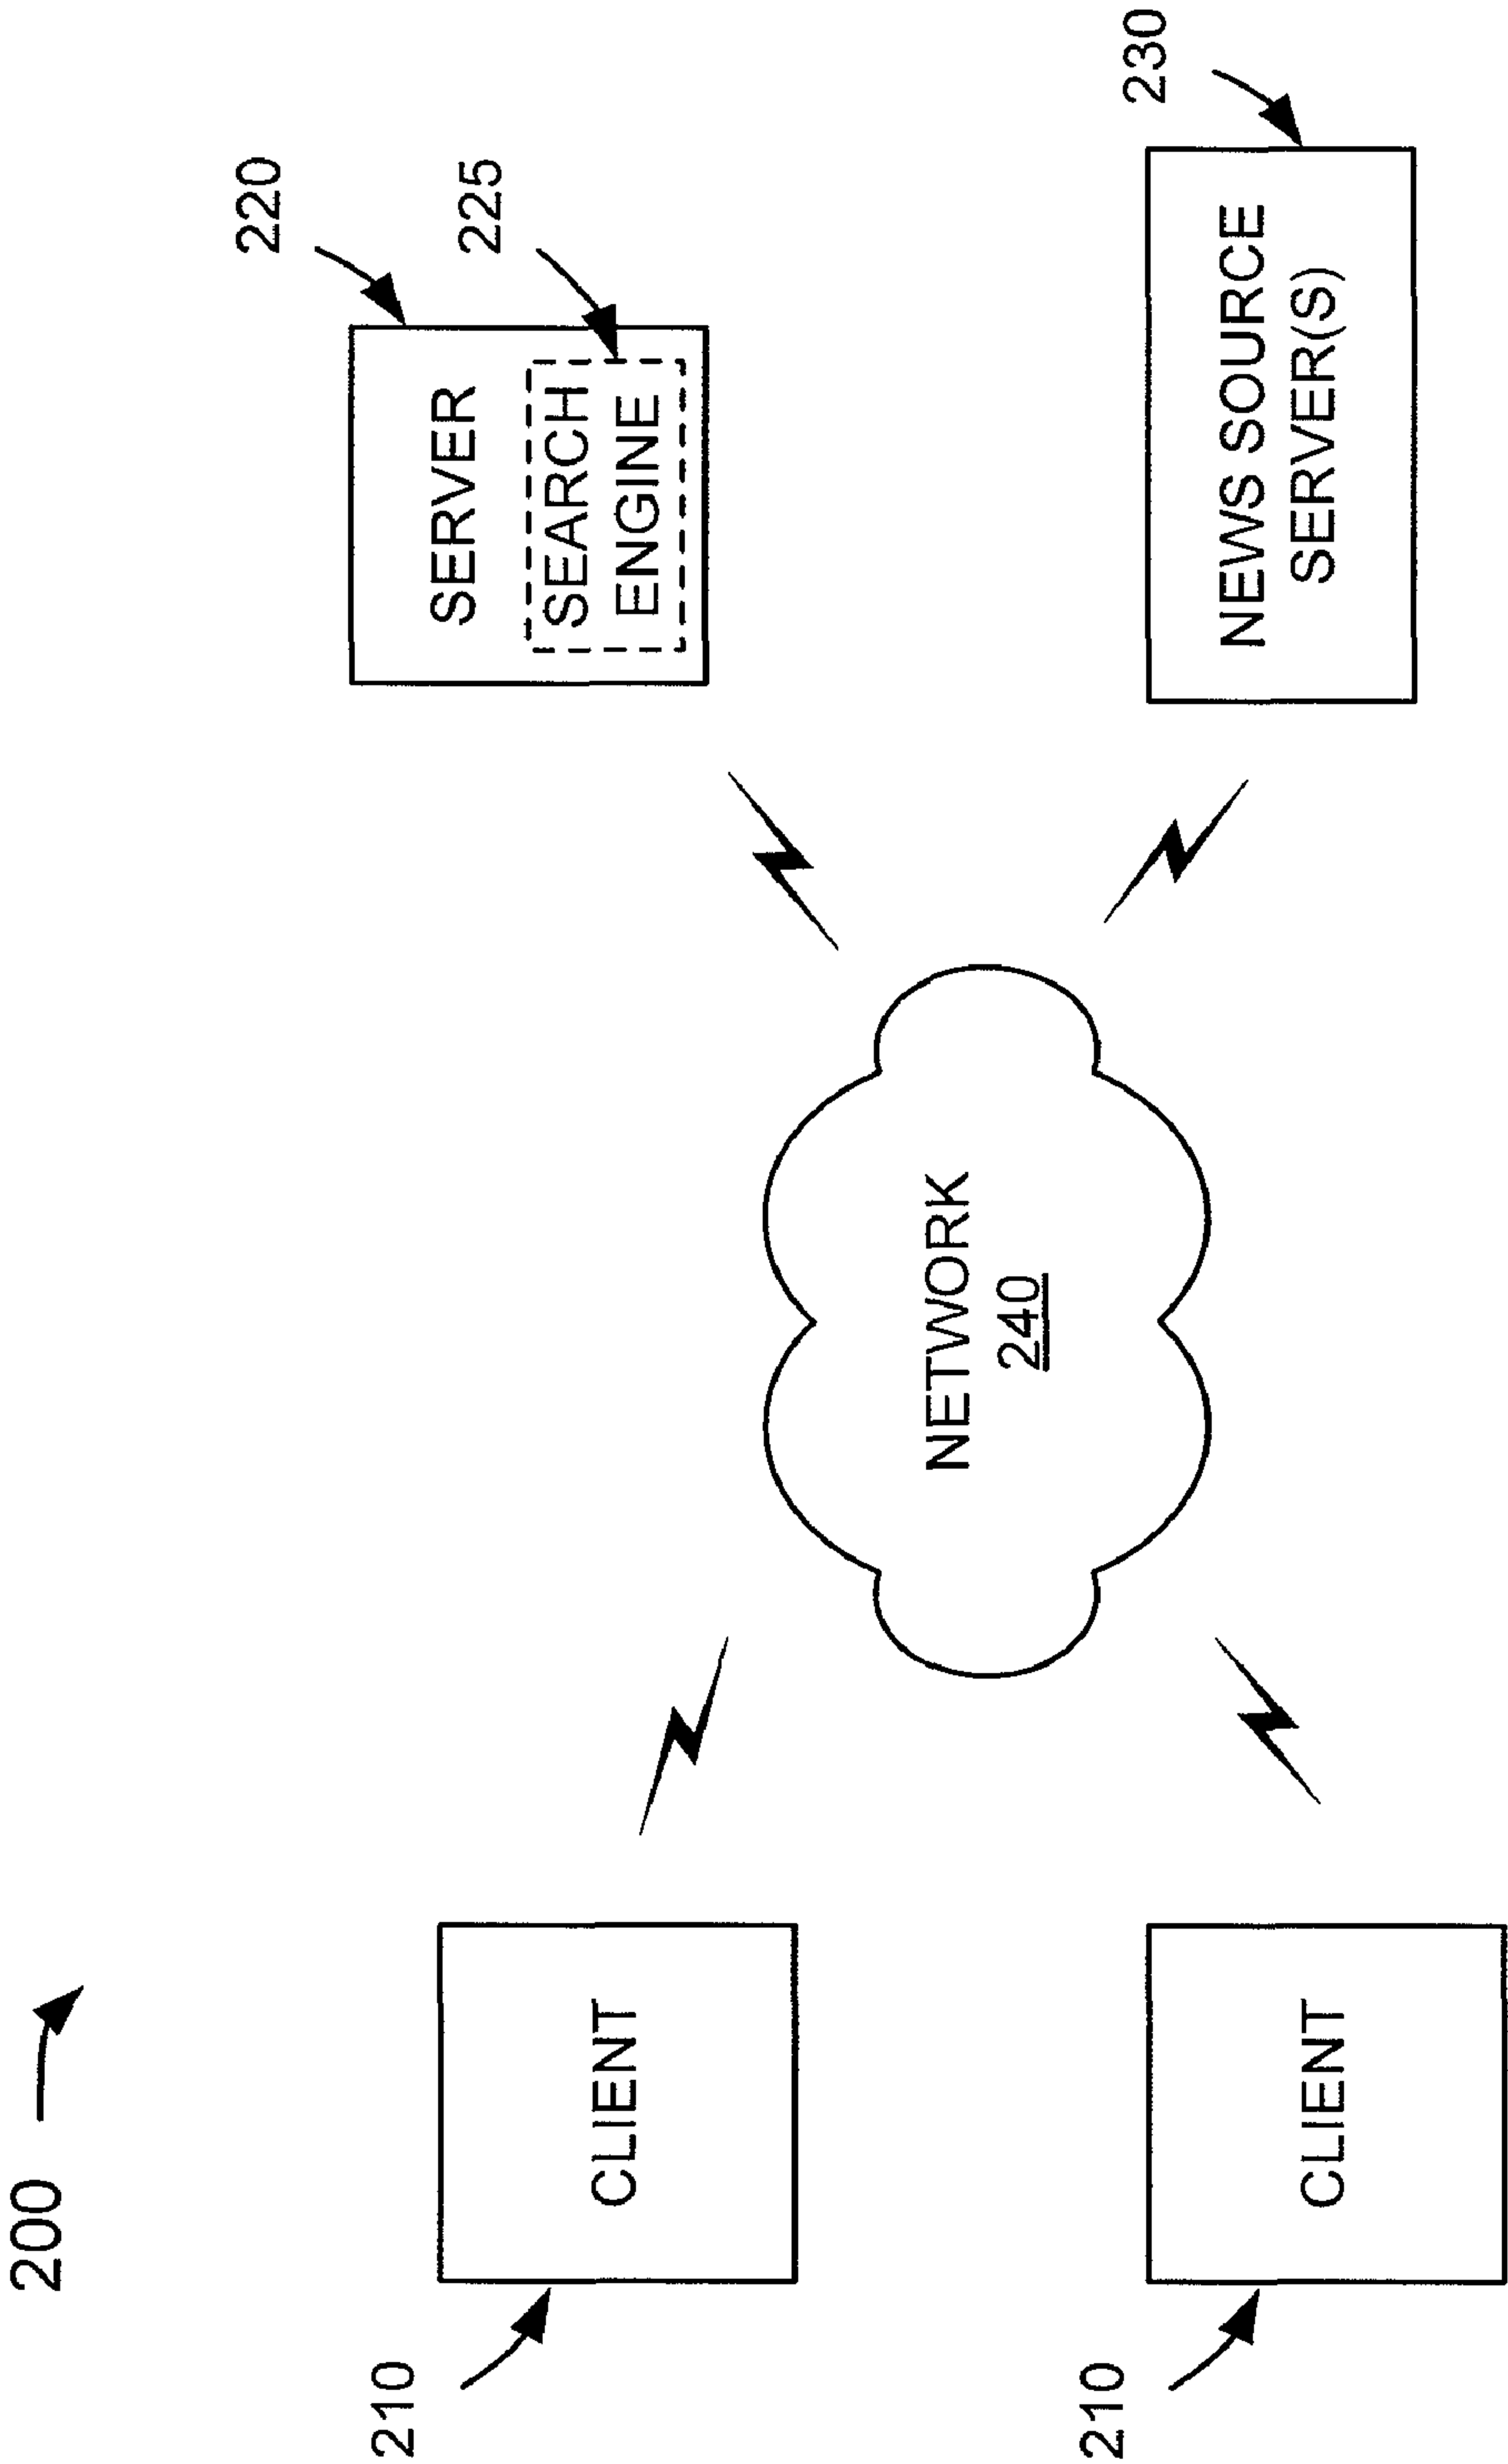 200
220
SERVER
225
SEARCH
ENGINE
210
CLIENT
NETWORK
240
230
NEWS SOURCE
SERVER(S)
210
CLIENT